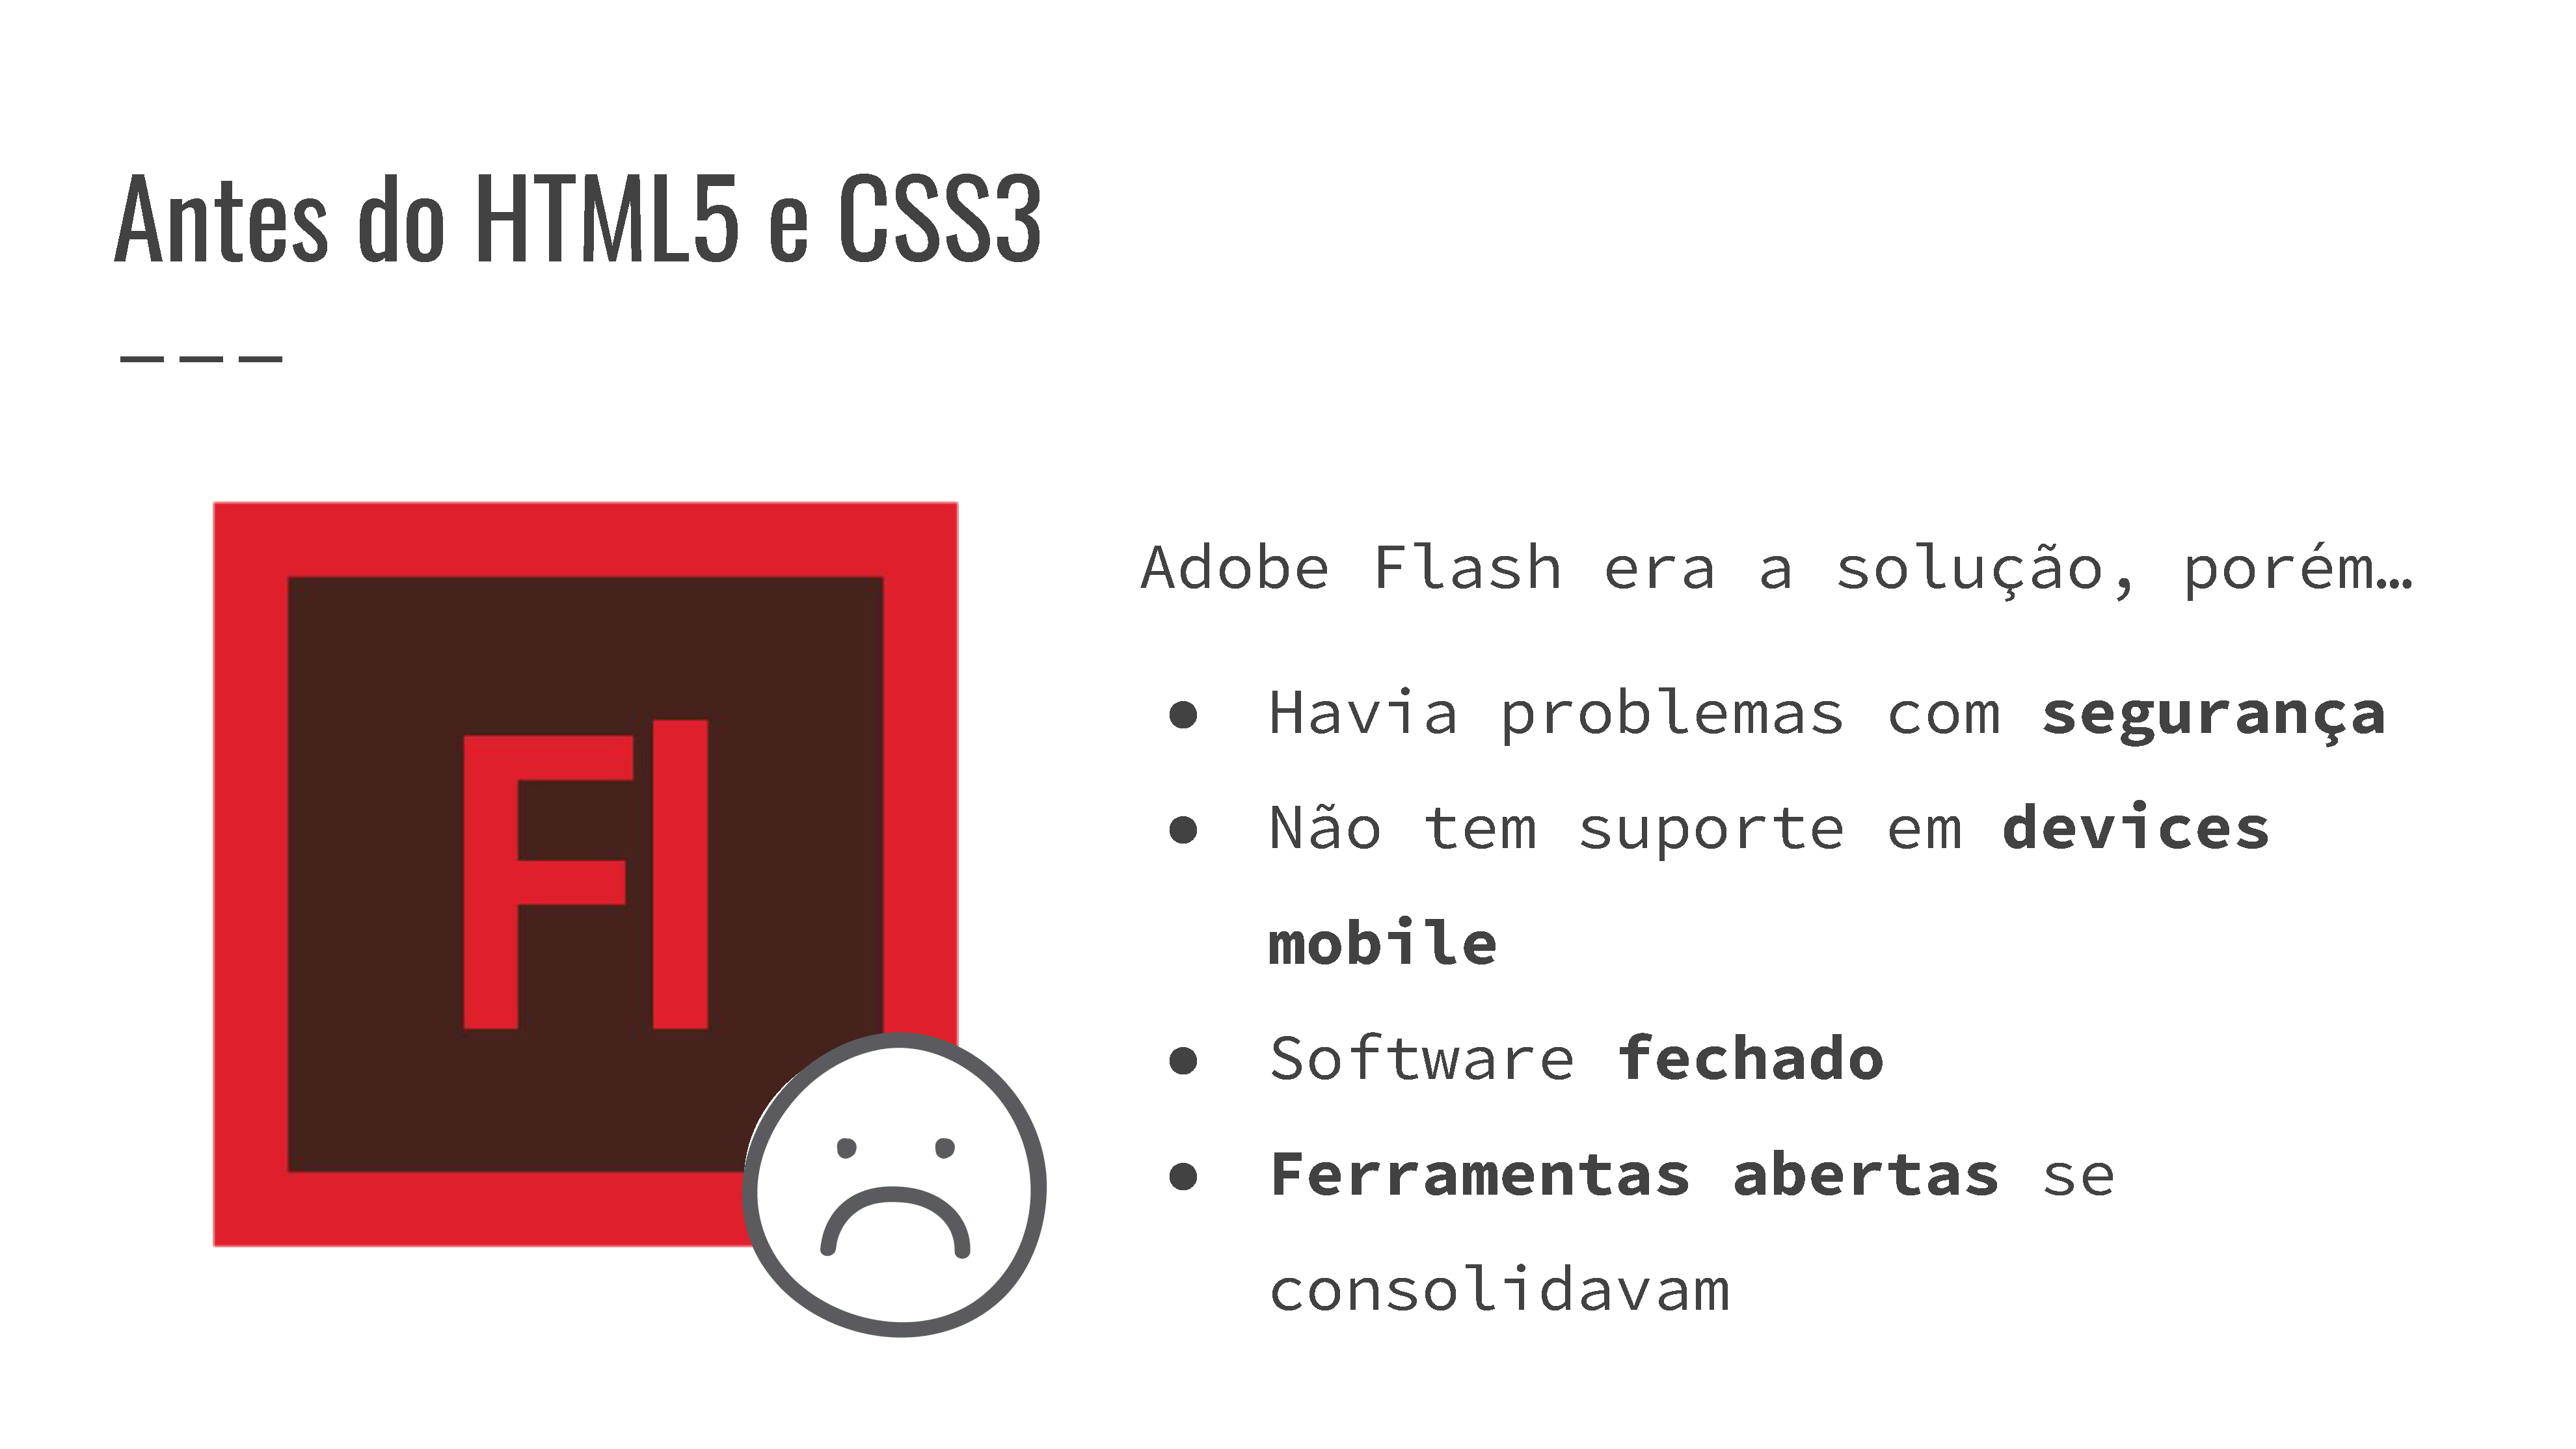 Antes do HTML5 e CSS3
Fl
Adobe Flash era a solução, porém…
● Havia problemas com segurança
● Não tem suporte em devices
mobile
● Software fechado
● Ferramentas abertas se
consolidavam